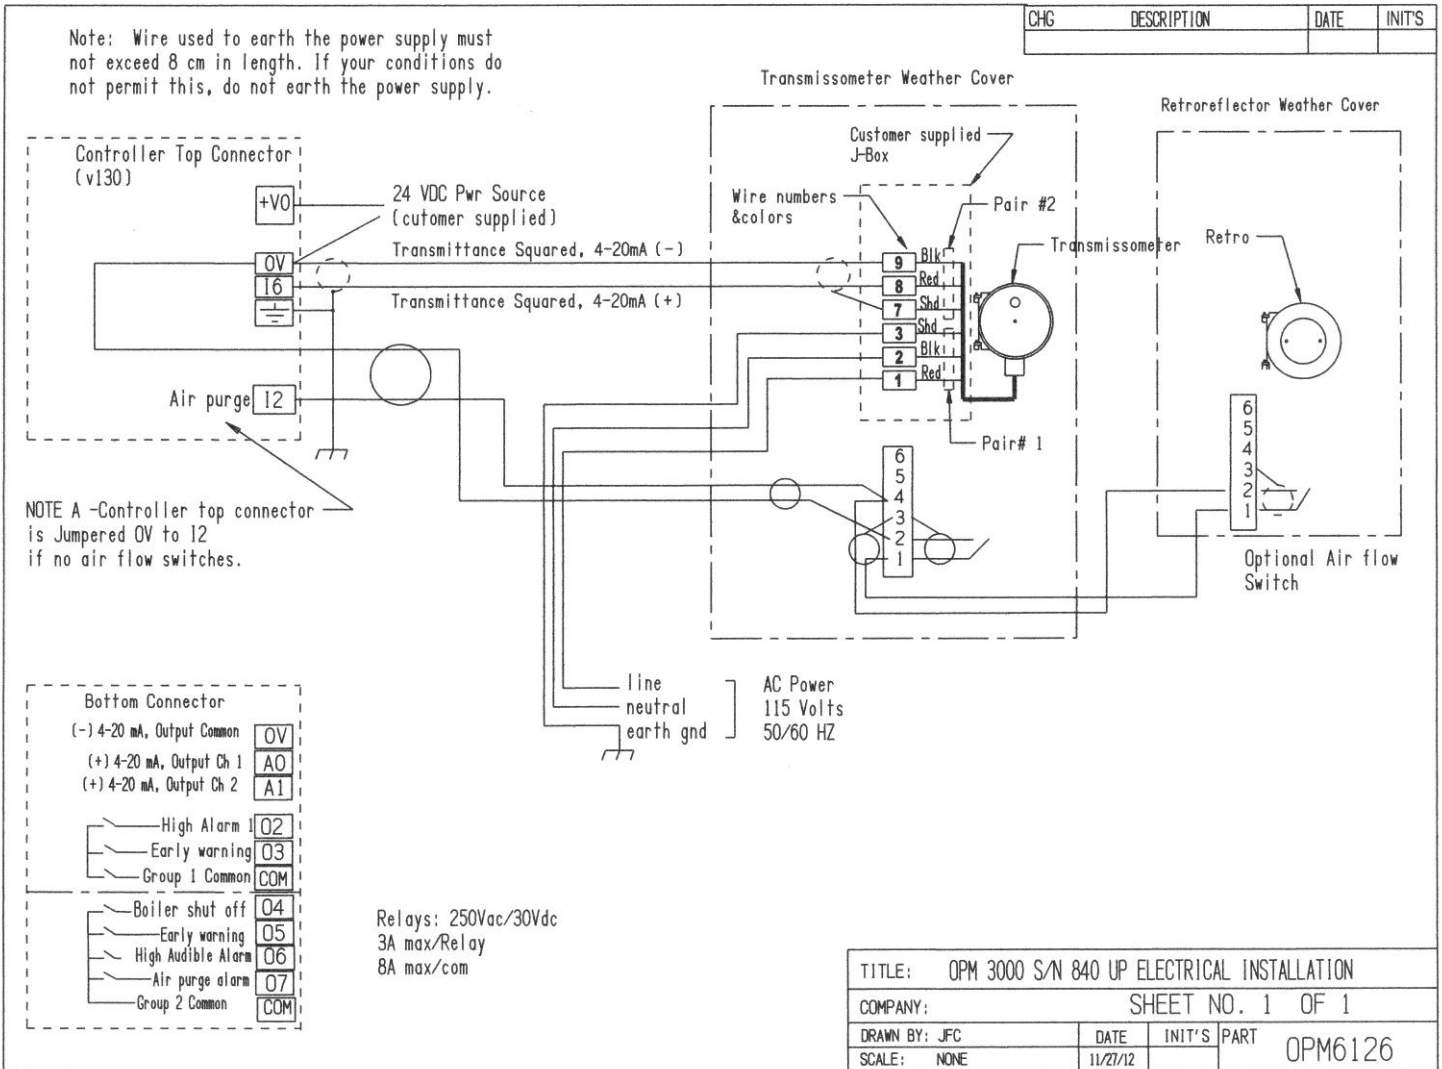 CHG DESCRIPTION DATE INIT'S
Note: Wire used to earth the power supply must
not exceed 8 cm in length. If your conditions do
not permit this, do not earth the power supply.
Transmissometer Weather Cover
Retroreflector Weather Cover
Controller Top Connector
(v130)
+VO
24 VDC Pwr Source
(cutomer supplied)
Customer supplied
J-Box
Wire numbers
&colors
Pair #2
Transmissometer
Retro
Transmittance Squared, 4-20mA (-)
OV
I6
Transmittance Squared, 4-20mA (+)
9 Blk
8 Red
7 Shd
3 Shd
2 Blk
1 Red
Air purge I2
Pair# 1
6
5
4
3
2
1
6
5
4
3
2
1
NOTE A -Controller top connector
is Jumpered OV to I2
if no air flow switches.
Optional Air flow
Switch
line
neutral
earth gnd
AC Power
115 Volts
50/60 HZ
Bottom Connector
(-) 4-20 mA, Output Common OV
(+) 4-20 mA, Output Ch 1 AO
(+) 4-20 mA, Output Ch 2 A1
High Alarm 1 O2
Early warning O3
Group 1 Common COM
Boiler shut off O4
Early warning O5
High Audible Alarm O6
Air purge alarm O7
Group 2 Common COM
Relays: 250Vac/30Vdc
3A max/Relay
8A max/com
TITLE: OPM 3000 S/N 840 UP ELECTRICAL INSTALLATION
COMPANY: SHEET NO. 1 OF 1
DRAWN BY: JFC DATE INIT'S PART OPM6126
SCALE: NONE 11/27/12